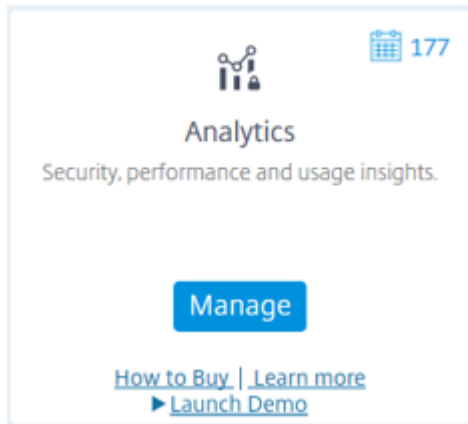 177
Analytics
Security, performance and usage insights.
Manage
How to Buy | Learn more
▶ Launch Demo